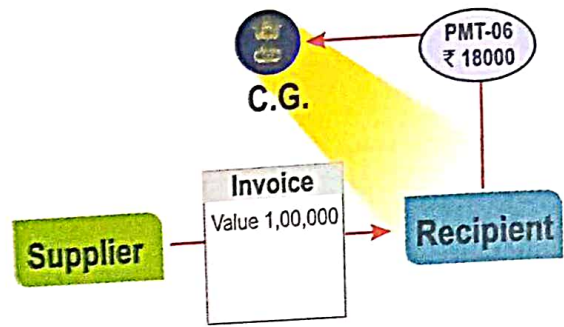 PMT-06
₹ 18000
C.G.
Invoice
Value 1,00,000
Supplier
Recipient